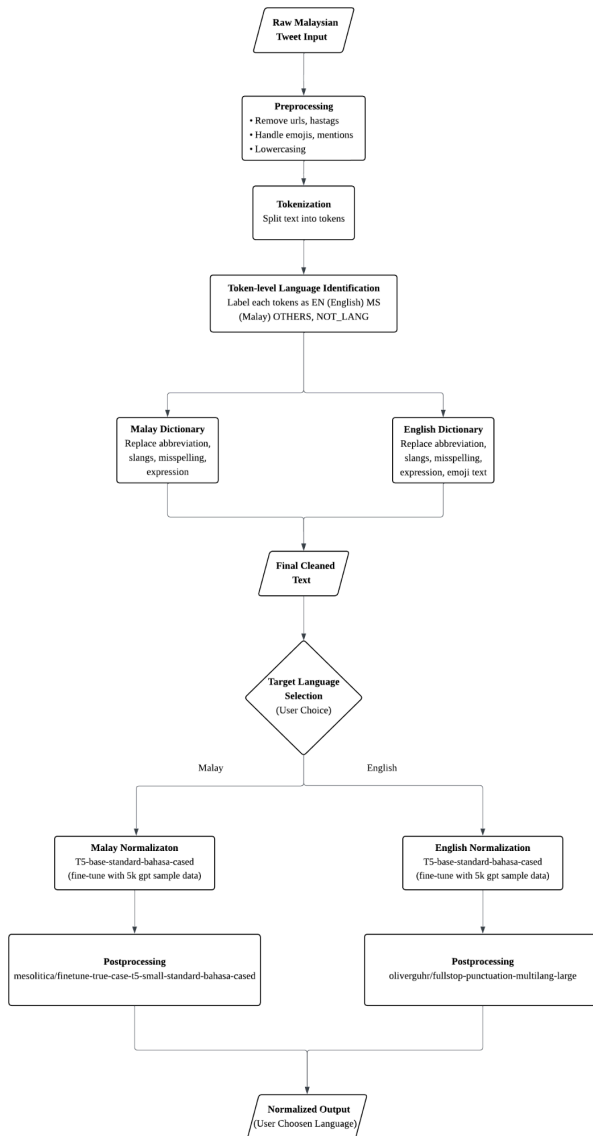 Raw Malaysian
Tweet Input
Preprocessing
• Remove urls, hastags
• Handle emojis, mentions
• Lowercasing
Tokenization
Split text into tokens
Token-level Language Identification
Label each tokens as EN (English) MS
(Malay) OTHERS, NOT_LANG
Malay Dictionary
Replace abbreviation,
slangs, misspelling,
expression
English Dictionary
Replace abbreviation,
slangs, misspelling,
expression, emoji text
Final Cleaned
Text
Target Language
Selection
(User Choice)
Malay
English
Malay Normalizaton
T5-base-standard-bahasa-cased
(fine-tune with 5k gpt sample data)
English Normalization
T5-base-standard-bahasa-cased
(fine-tune with 5k gpt sample data)
Postprocessing
mesolitica/finetune-true-case-t5-small-standard-bahasa-cased
Postprocessing
oliverguhr/fullstop-punctuation-multilang-large
Normalized Output
(User Choosen Language)